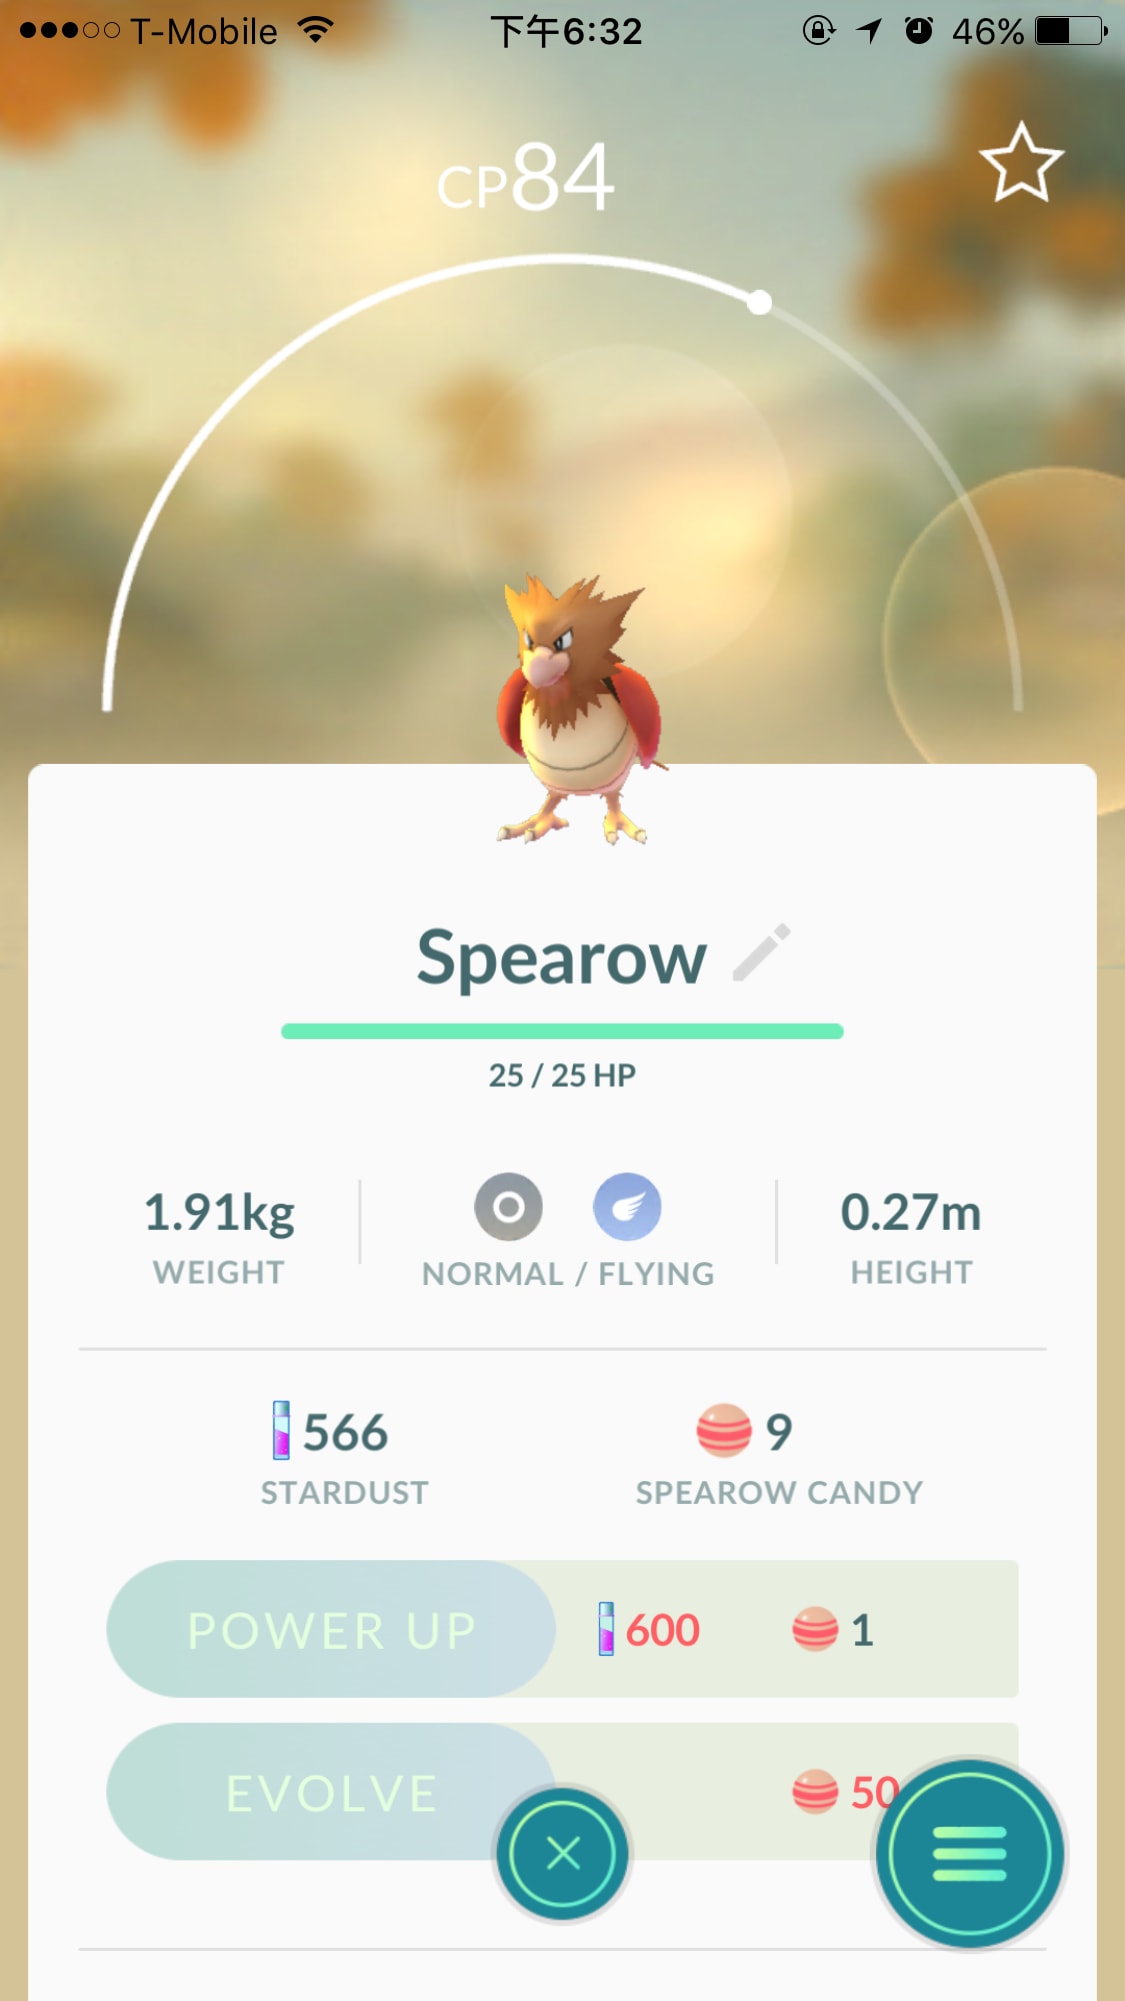 T-Mobile 下午6:32 46%
CP84
Spearow
25 / 25 HP
1.91kg
WEIGHT
NORMAL / FLYING
0.27m
HEIGHT
566
STARDUST
9
SPEAROW CANDY
POWER UP 600 1
EVOLVE 50